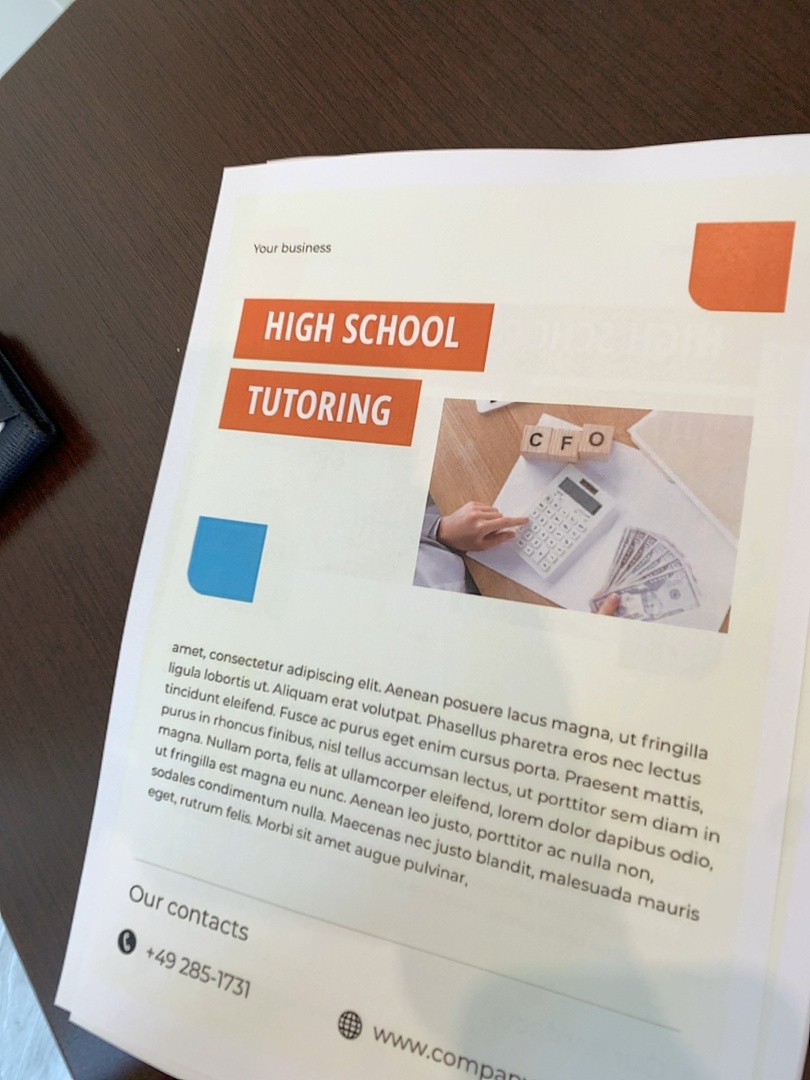 Your business
HIGH SCHOOL
TUTORING
C F O
amet, consectetur adipiscing elit. Aenean posuere lacus magna, ut fringilla
ligula lobortis ut. Aliquam erat volutpat. Phasellus pharetra eros nec lectus
tincidunt eleifend. Fusce ac purus eget enim cursus porta. Praesent mattis,
purus in rhoncus finibus, nisl tellus accumsan lectus, ut porttitor sem diam in
magna. Nullam porta, felis at ullamcorper eleifend, lorem dolor dapibus odio,
ut fringilla est magna eu nunc. Aenean leo justo, porttitor ac nulla non,
sodales condimentum nulla. Maecenas nec justo blandit, malesuada mauris
eget, rutrum felis. Morbi sit amet augue pulvinar,
Our contacts
+49 285-1731
www.compan